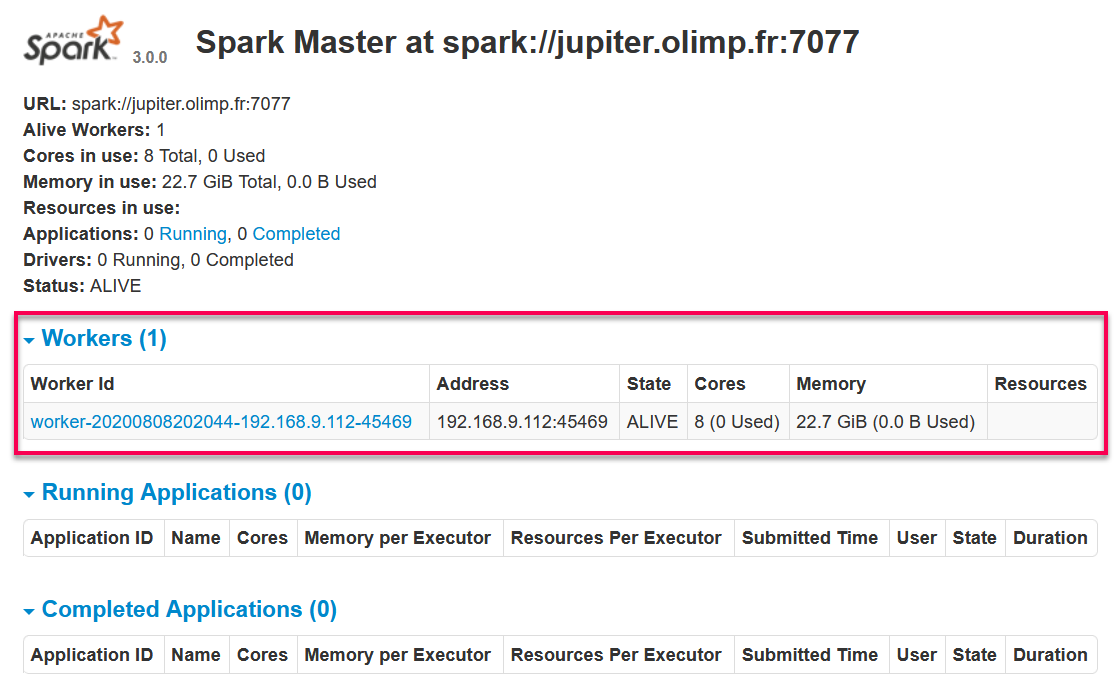 APACHE
Spark™ 3.0.0 Spark Master at spark://jupiter.olimp.fr:7077
URL: spark://jupiter.olimp.fr:7077
Alive Workers: 1
Cores in use: 8 Total, 0 Used
Memory in use: 22.7 GiB Total, 0.0 B Used
Resources in use:
Applications: 0 Running, 0 Completed
Drivers: 0 Running, 0 Completed
Status: ALIVE
Workers (1)
Worker Id Address State Cores Memory Resources
worker-20200808202044-192.168.9.112-45469 192.168.9.112:45469 ALIVE 8 (0 Used) 22.7 GiB (0.0 B Used)
Running Applications (0)
Application ID Name Cores Memory per Executor Resources Per Executor Submitted Time User State Duration
Completed Applications (0)
Application ID Name Cores Memory per Executor Resources Per Executor Submitted Time User State Duration